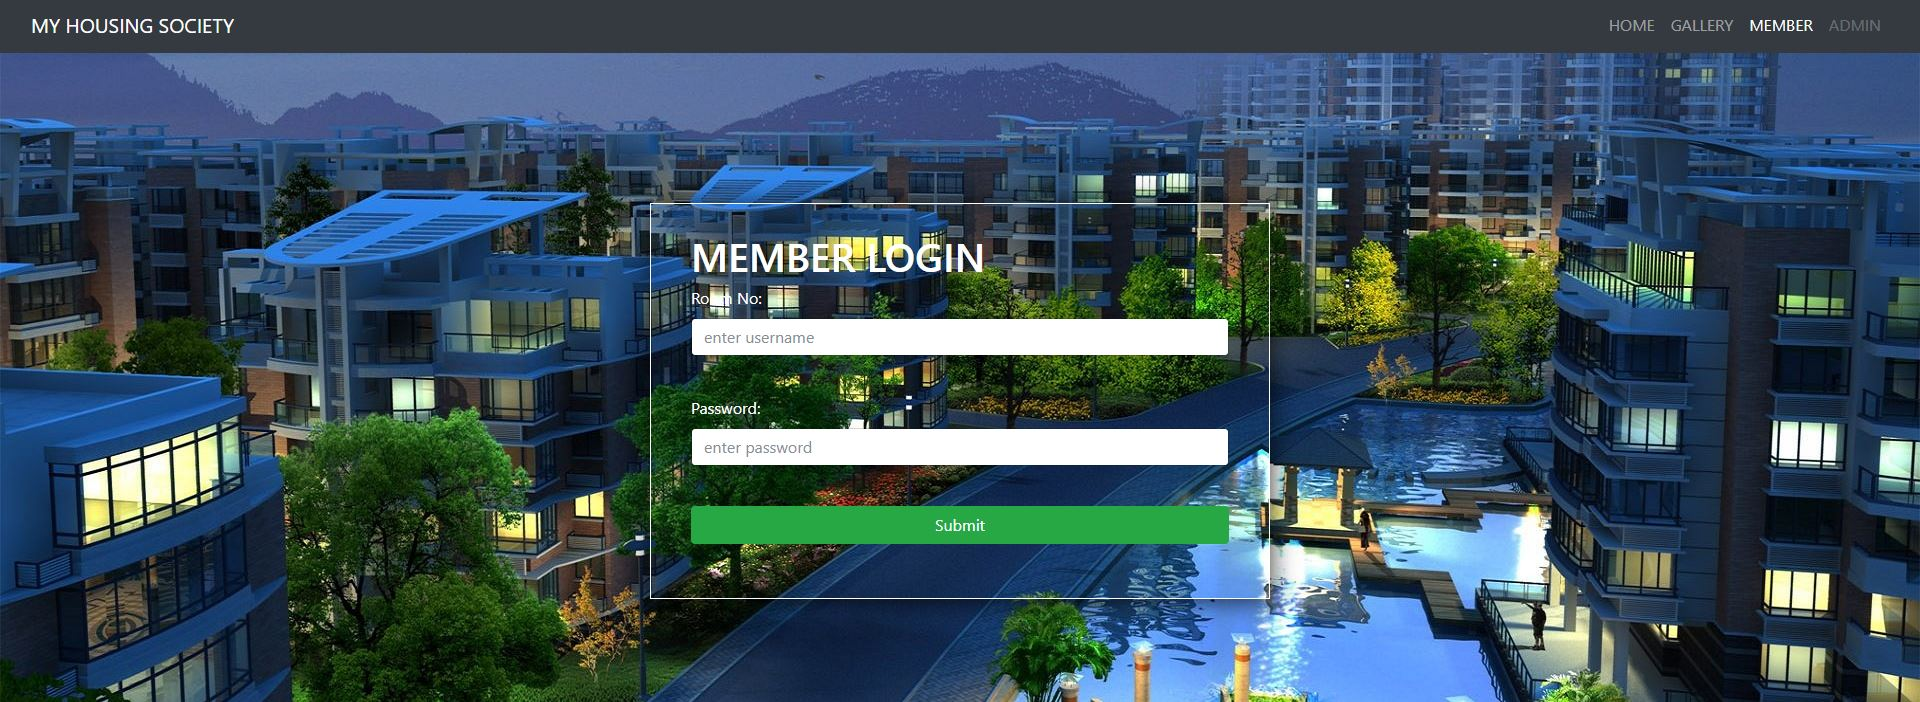 MY HOUSING SOCIETY
HOME GALLERY MEMBER ADMIN
MEMBER LOGIN
Room No:
enter username
Password:
enter password
Submit